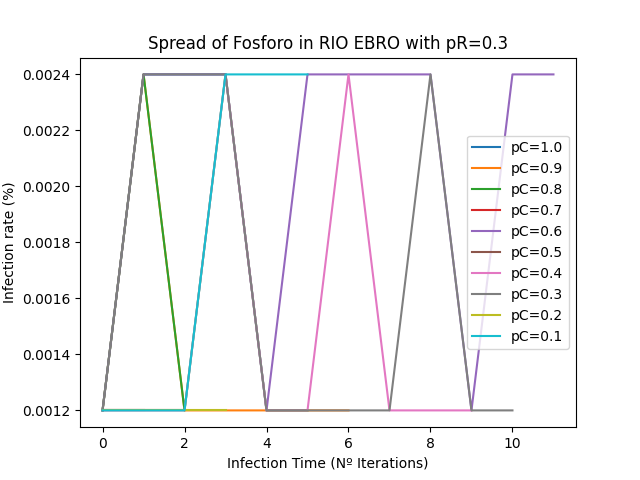 Spread of Fosforo in RIO EBRO with pR=0.3
Infection rate (%)
0.0024
0.0022
0.0020
0.0018
0.0016
0.0014
0.0012
pC=1.0
pC=0.9
pC=0.8
pC=0.7
pC=0.6
pC=0.5
pC=0.4
pC=0.3
pC=0.2
pC=0.1
0 2 4 6 8 10
Infection Time (Nº Iterations)